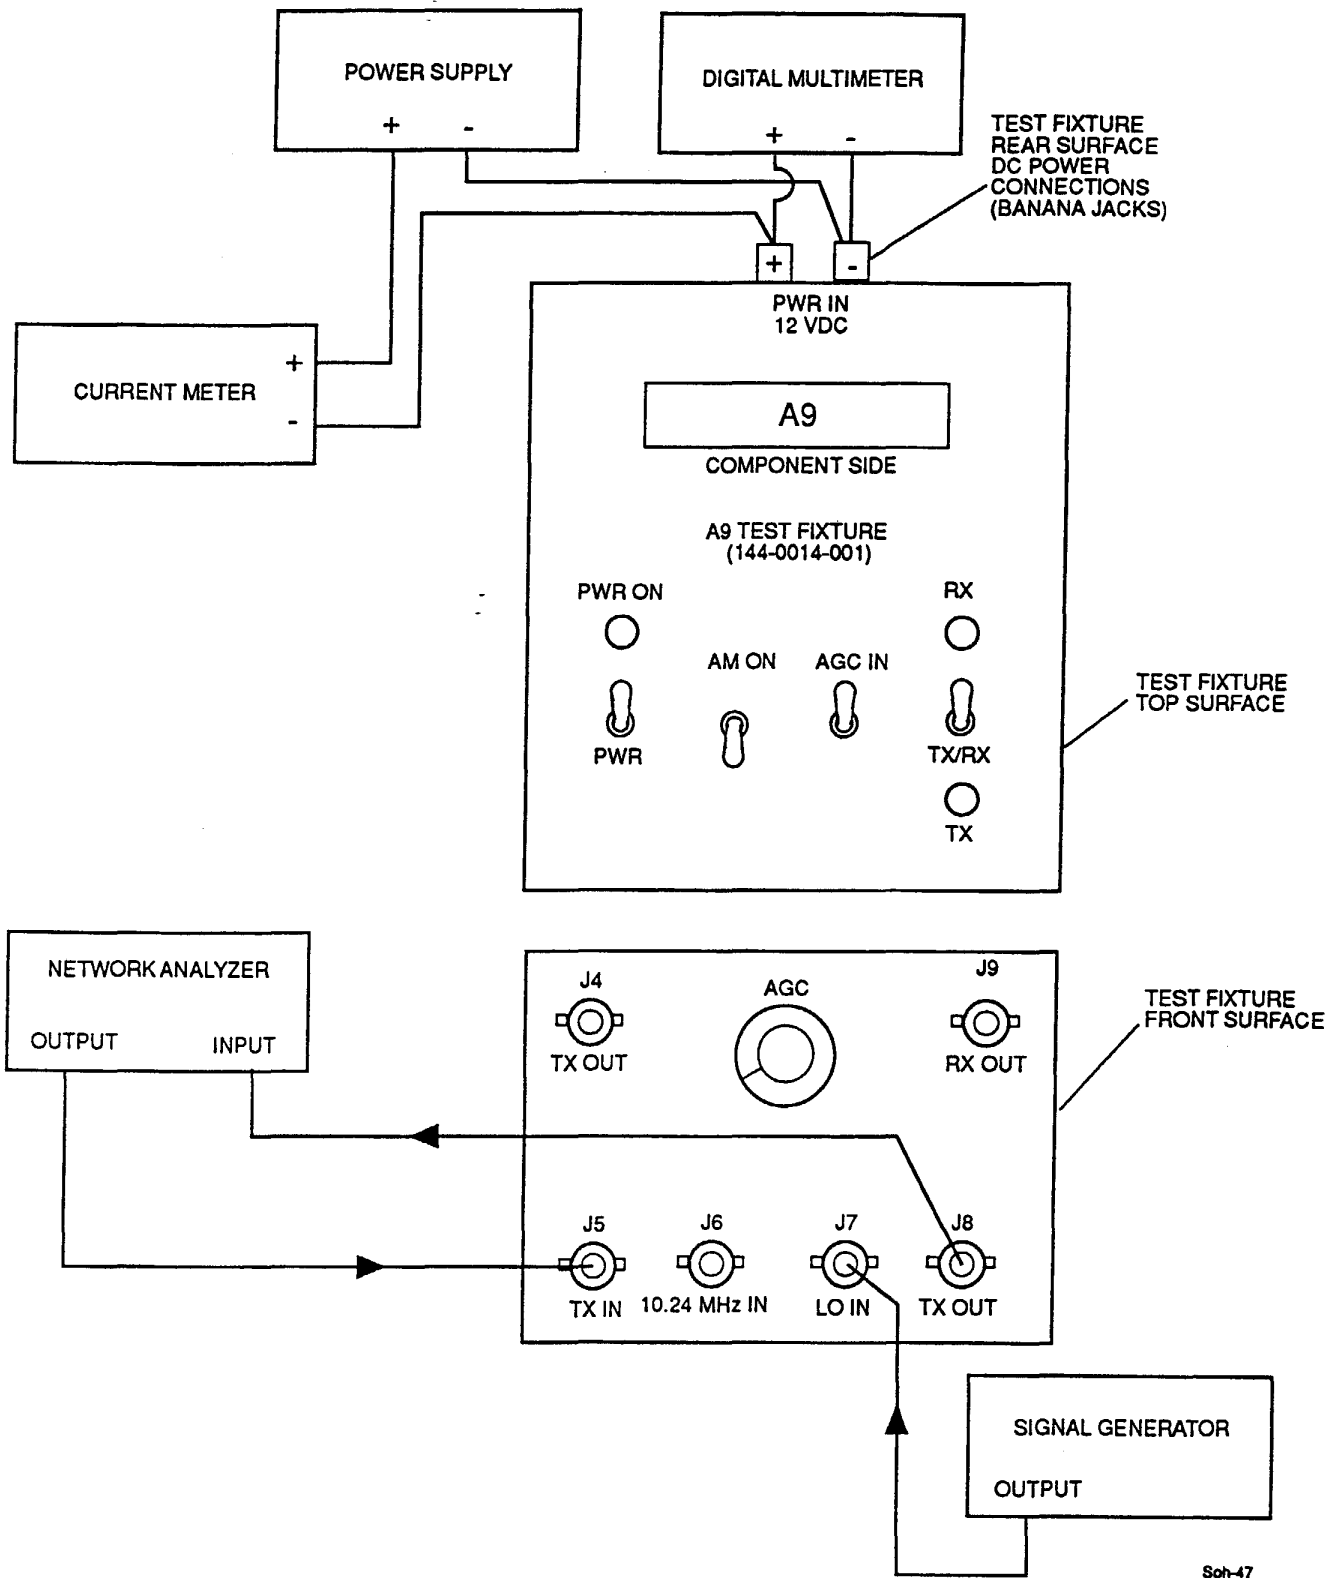 POWER SUPPLY
+ -
DIGITAL MULTIMETER
+ -
TEST FIXTURE
REAR SURFACE
DC POWER
CONNECTIONS
(BANANA JACKS)
+ -
PWR IN
12 VDC
CURRENT METER
+
-
A9
COMPONENT SIDE
A9 TEST FIXTURE
(144-0014-001)
PWR ON
RX
AM ON
AGC IN
PWR
TX/RX
TX
TEST FIXTURE
TOP SURFACE
NETWORK ANALYZER
OUTPUT
INPUT
J4
TX OUT
AGC
J9
RX OUT
TEST FIXTURE
FRONT SURFACE
J5
TX IN
J6
10.24 MHz IN
J7
LO IN
J8
TX OUT
SIGNAL GENERATOR
OUTPUT
Soh-47